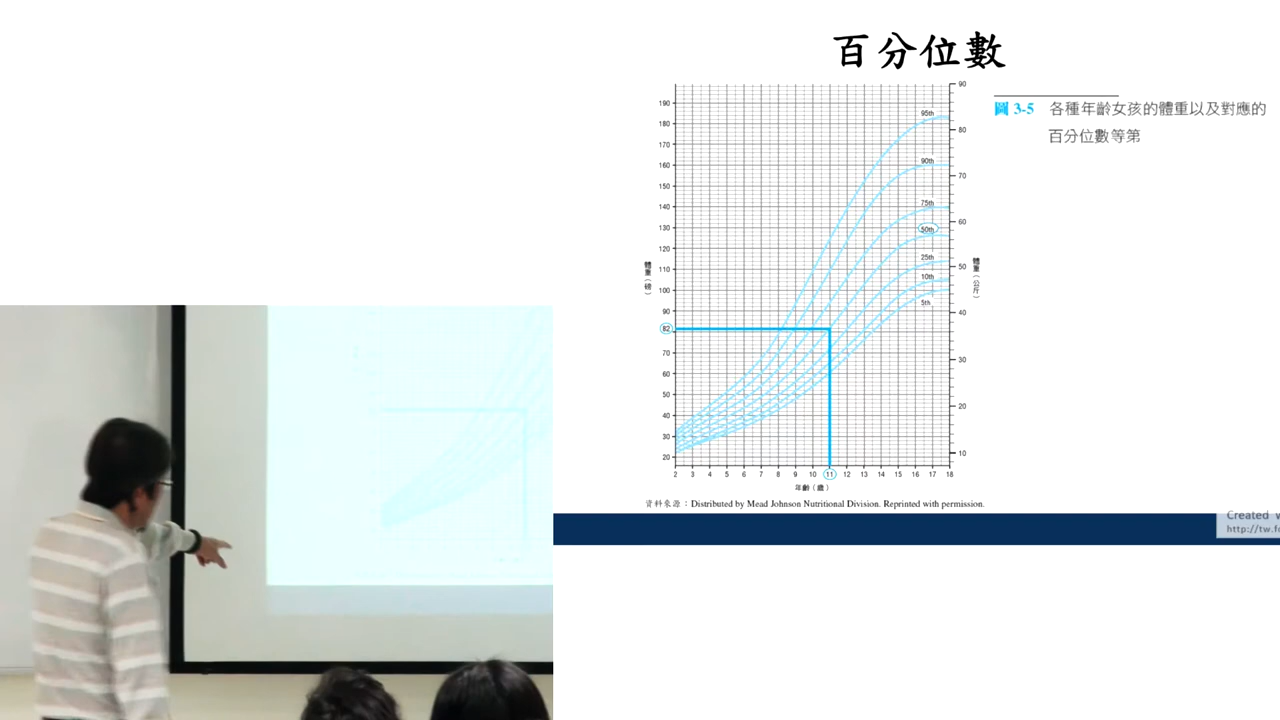 百分位數
圖 3-5 各種年齡女孩的體重以及對應的
百分位數等第
190
180
170
160
150
140
130
120
110
100
90
82
70
60
50
40
30
20
體重（磅）
95th
90th
75th
50th
25th
10th
5th
90
80
70
60
50
40
30
20
10
體重（公斤）
2 3 4 5 6 7 8 9 10 11 12 13 14 15 16 17 18
年齡（歲）
資料來源：Distributed by Mead Johnson Nutritional Division. Reprinted with permission.
Created
http://tw.fo